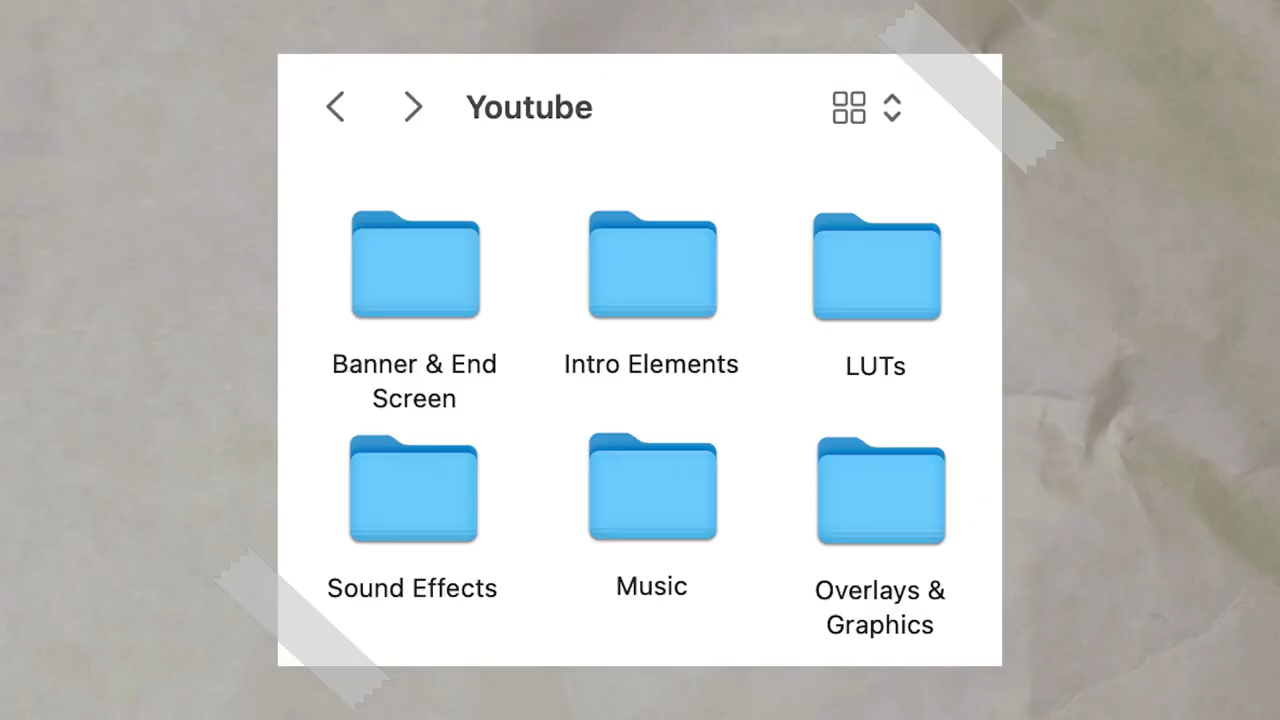 Youtube
Banner & End
Screen
Intro Elements
LUTs
Sound Effects
Music
Overlays &
Graphics